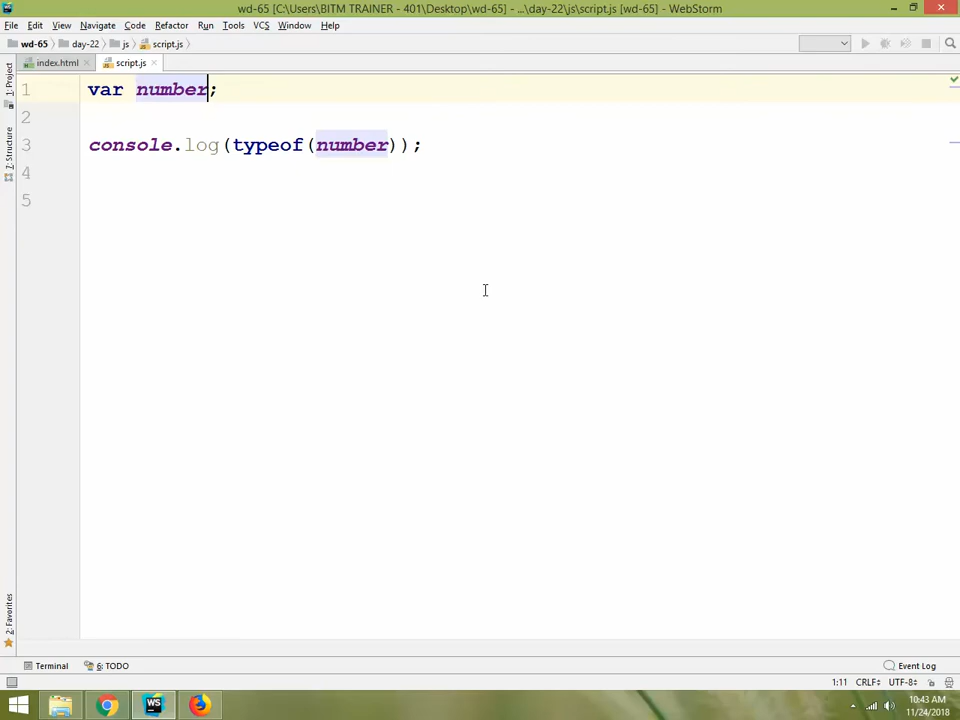 wd-65 [C:\Users\BITM TRAINER - 401\Desktop\wd-65] - ...\day-22\js\script.js [wd-65] - WebStorm
File Edit View Navigate Code Refactor Run Tools VCS Window Help
wd-65 day-22 js script.js
index.html script.js
1: Project
7: Structure
2: Favorites
1 var number;
2
3 console.log(typeof(number));
4
5
Terminal 6: TODO Event Log
1:11 CRLF UTF-8
WS 10:43 AM
11/24/2018